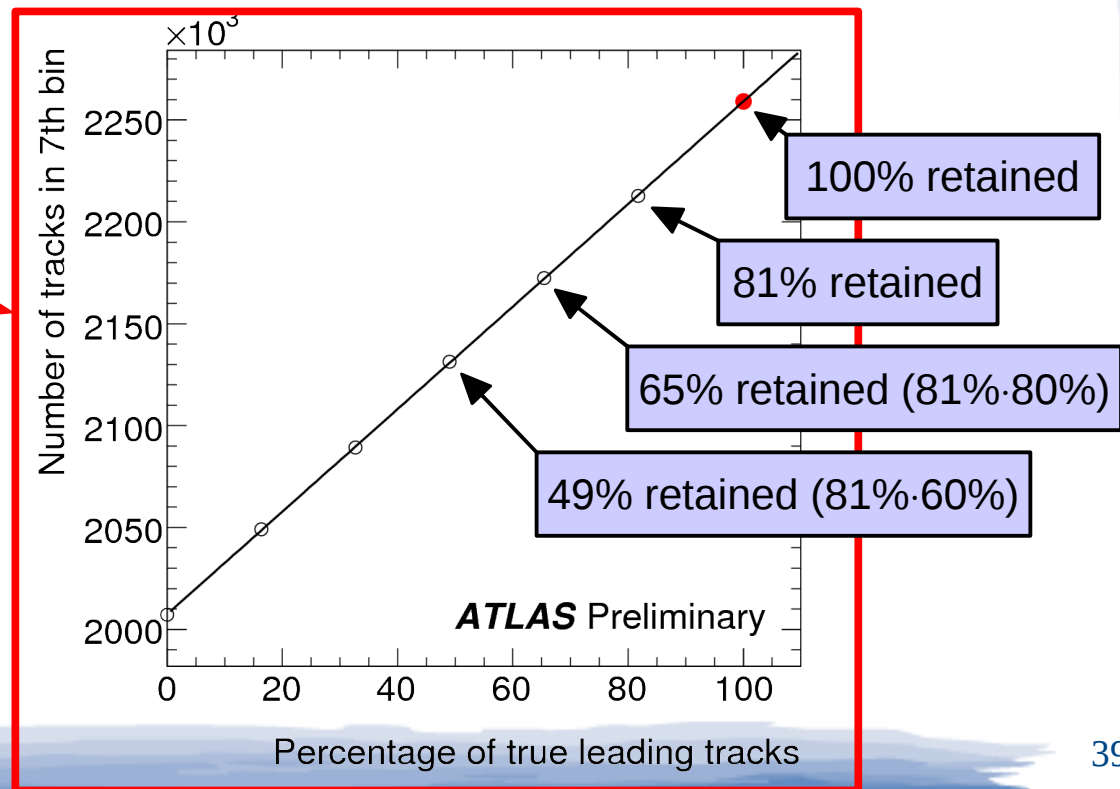 ×10³
Number of tracks in 7th bin
2250
2200
2150
2100
2050
2000
100% retained
81% retained
65% retained (81%·80%)
49% retained (81%·60%)
ATLAS Preliminary
0 20 40 60 80 100
Percentage of true leading tracks
39